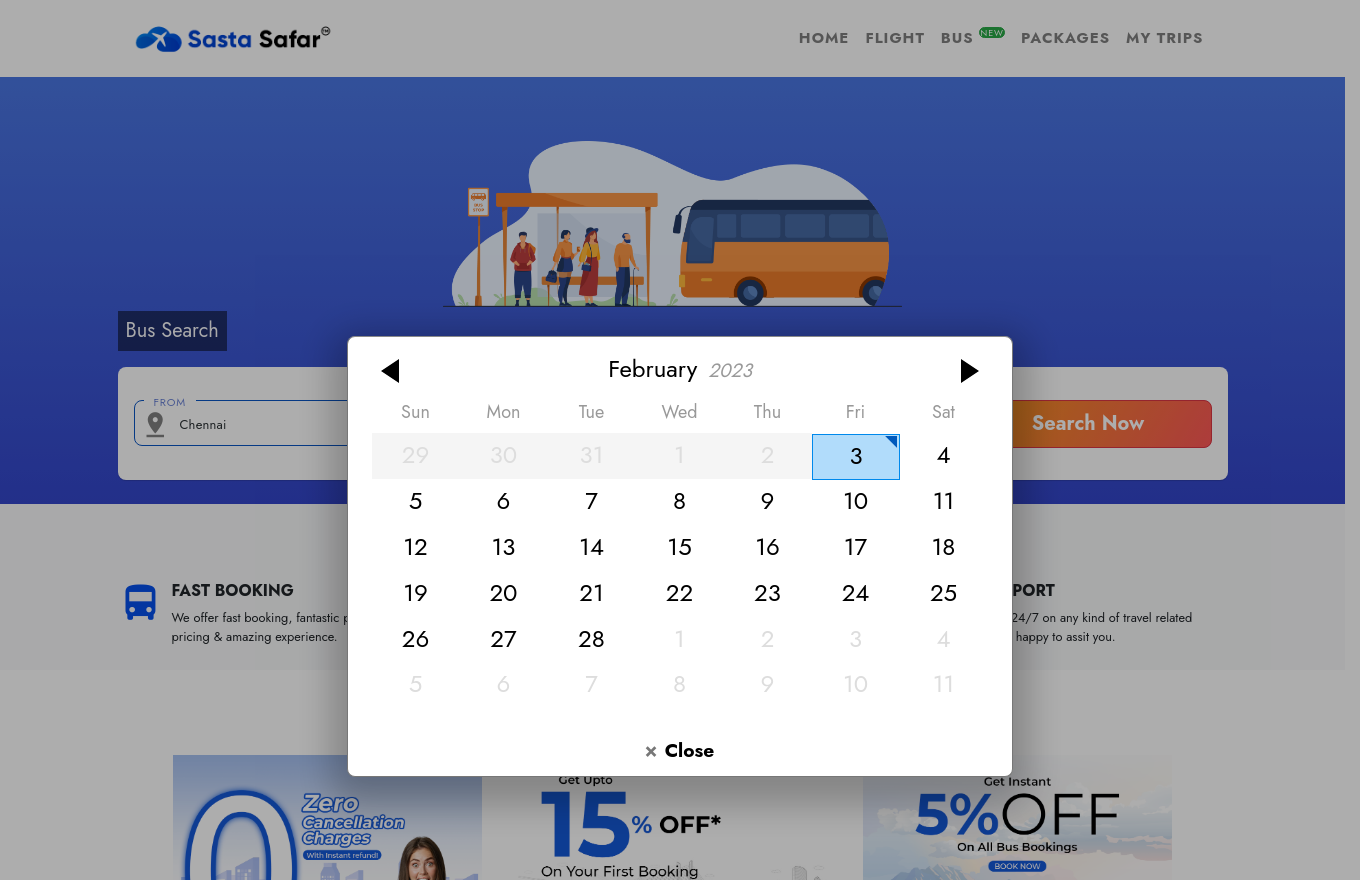 Sasta Safar
HOME FLIGHT BUS NEW PACKAGES MY TRIPS
BUS STOP
Bus Search
FROM
Chennai
Search Now
February 2023
Sun Mon Tue Wed Thu Fri Sat
29 30 31 1 2 3 4
5 6 7 8 9 10 11
12 13 14 15 16 17 18
19 20 21 22 23 24 25
26 27 28 1 2 3 4
5 6 7 8 9 10 11
× Close
FAST BOOKING
We offer fast booking, fantastic
pricing & amazing experience.
PORT
24/7 on any kind of travel related
happy to assit you.
0 Zero
Cancellation
Charges
With Instant refund!
Get Upto
15% OFF*
On Your First Booking
Get Instant
5%OFF
On All Bus Bookings
BOOK NOW